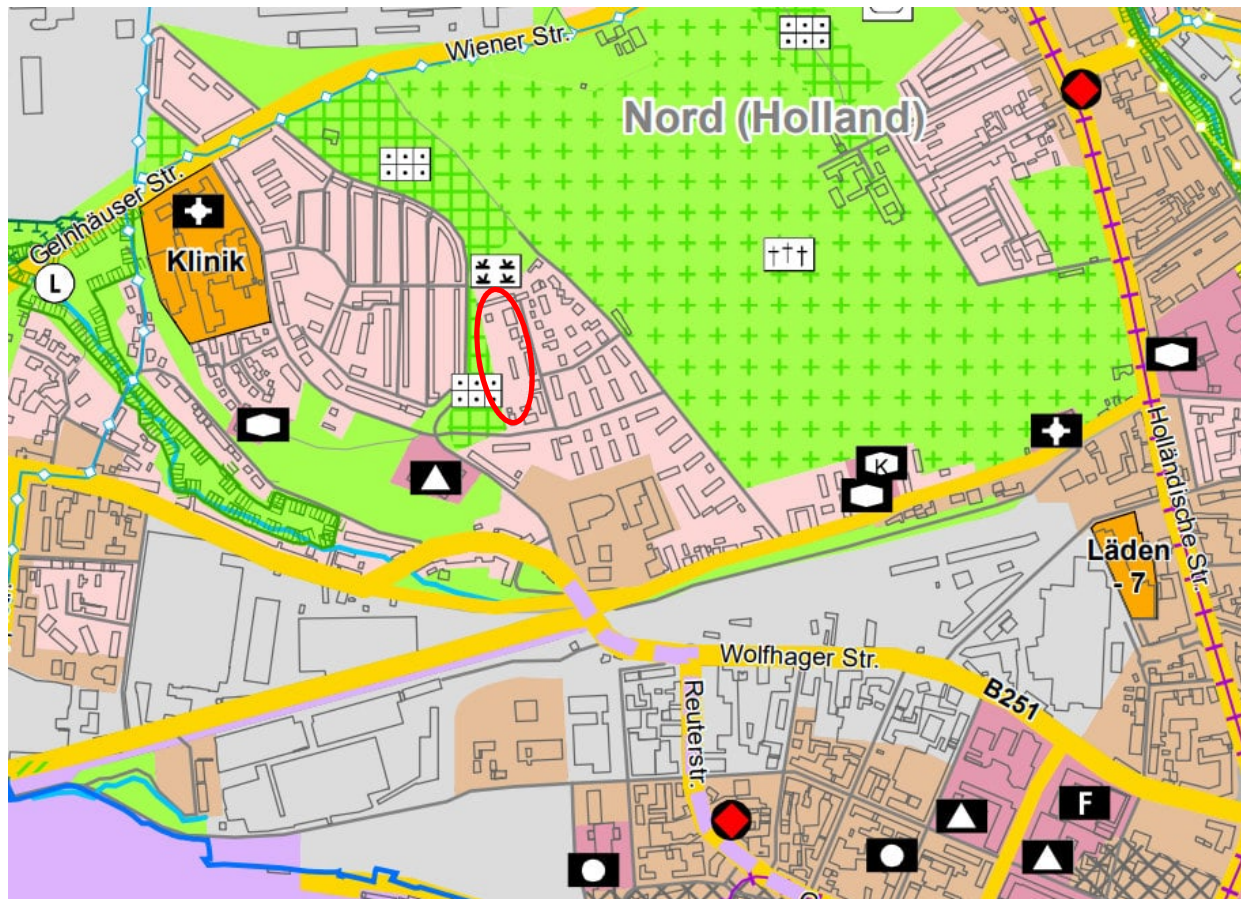 Wiener Str.
Nord (Holland)
Gelnhäuser Str.
Klinik
L
K
Holländische Str.
Läden
- 7
Wolfhager Str.
B251
Reuterstr.
F